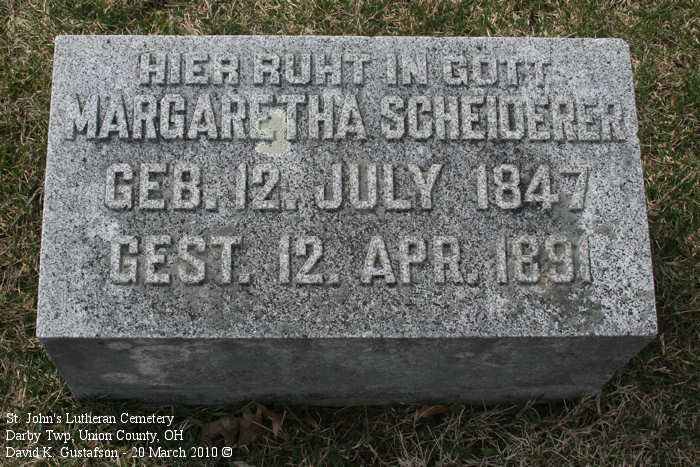 HIER RUHT IN GOTT
MARGARETHA SCHEIDERER
GEB. 12. JULY 1847
GEST. 12. APR. 1891
St. John's Lutheran Cemetery
Darby Twp, Union County, OH
David K. Gustafson - 20 March 2010 ©